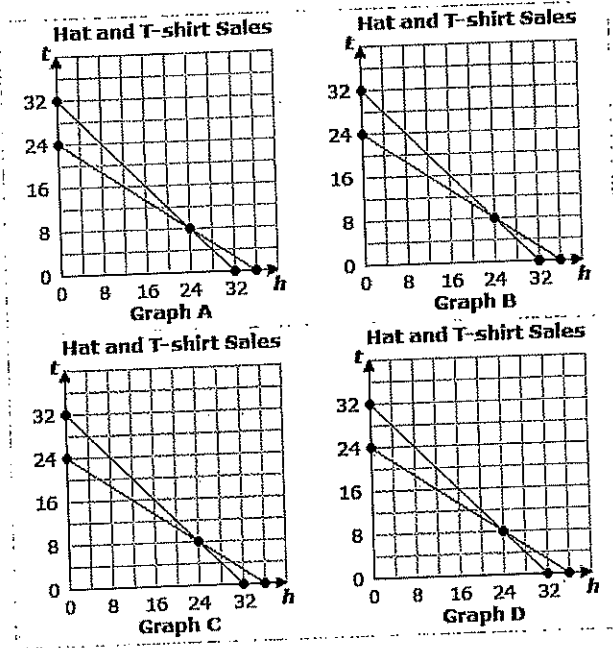 Hat and T-shirt Sales
t
32
24
16
8
0
0 8 16 24 32 h
Graph A
Hat and T-shirt Sales
t
32
24
16
8
0
0 8 16 24 32 h
Graph B
Hat and T-shirt Sales
t
32
24
16
8
0
0 8 16 24 32 h
Graph C
Hat and T-shirt Sales
t
32
24
16
8
0
0 8 16 24 32 h
Graph D